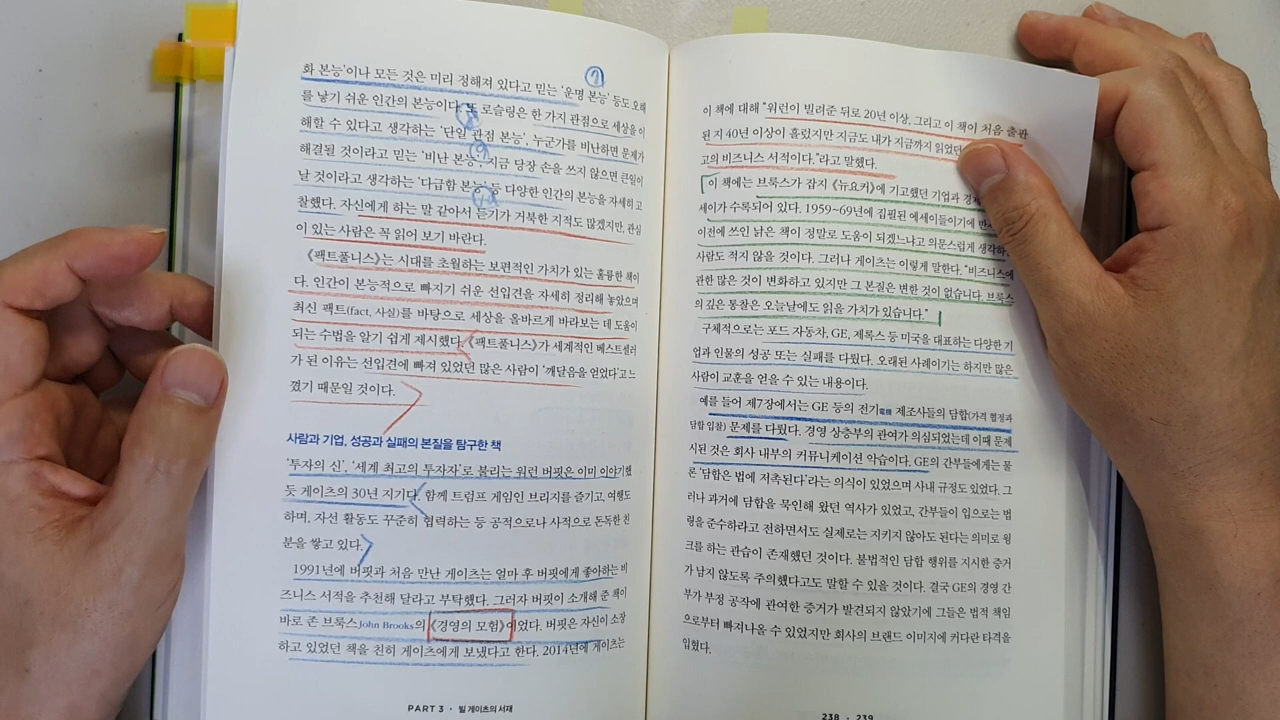 화 본능'이나 모든 것은 미리 정해져 있다고 믿는 '운명 본능' 등도 오해
를 낳기 쉬운 인간의 본능이다. 또 로슬링은 한 가지 관점으로 세상을 이
해할 수 있다고 생각하는 '단일 관점 본능', 누군가를 비난하면 문제가
해결될 것이라고 믿는 '비난 본능', 지금 당장 손을 쓰지 않으면 큰일이
날 것이라고 생각하는 '다급함 본능' 등 다양한 인간의 본능을 자세히 고
찰했다. 자신에게 하는 말 같아서 듣기가 거북한 지적도 많겠지만, 관심
이 있는 사람은 꼭 읽어 보기 바란다.
《팩트풀니스》는 시대를 초월하는 보편적인 가치가 있는 훌륭한 책이
다. 인간이 본능적으로 빠지기 쉬운 선입견을 자세히 정리해 놓았으며
최신 팩트(fact, 사실)를 바탕으로 세상을 올바르게 바라보는 데 도움이
되는 수법을 알기 쉽게 제시했다. 《팩트풀니스》가 세계적인 베스트셀러
가 된 이유는 선입견에 빠져 있었던 많은 사람이 '깨달음을 얻었다'고 느
꼈기 때문일 것이다.
사람과 기업, 성공과 실패의 본질을 탐구한 책
'투자의 신', '세계 최고의 투자자'로 불리는 워런 버핏은 이미 이야기했
듯 게이츠의 30년 지기다. 함께 트럼프 게임인 브리지를 즐기고, 여행도
하며, 자선 활동도 꾸준히 협력하는 등 공적으로나 사적으로 돈독한 친
분을 쌓고 있다.
1991년에 버핏과 처음 만난 게이츠는 얼마 후 버핏에게 좋아하는 비
즈니스 서적을 추천해 달라고 부탁했다. 그러자 버핏이 소개해 준 책이
바로 존 브룩스John Brooks의 《경영의 모험》이었다. 버핏은 자신이 소장
하고 있었던 책을 친히 게이츠에게 보냈다고 한다. 2014년에 게이츠는
PART 3 · 빌 게이츠의 서재
이 책에 대해 "워런이 빌려준 뒤로 20년 이상, 그리고 이 책이 처음 출판
된 지 40년 이상이 흘렀지만 지금도 내가 지금까지 읽었던
고의 비즈니스 서적이다."라고 말했다.
이 책에는 브룩스가 잡지 《뉴요커》에 기고했던 기업과 경제
세이가 수록되어 있다. 1959~69년에 집필된 에세이들이기에
이전에 쓰인 낡은 책이 정말로 도움이 되겠느냐고 의문스럽게 생각하는
사람도 적지 않을 것이다. 그러나 게이츠는 이렇게 말한다. "비즈니스에
관한 많은 것이 변화하고 있지만 그 본질은 변한 것이 없습니다. 브룩스
의 깊은 통찰은 오늘날에도 읽을 가치가 있습니다."
구체적으로는 포드 자동차, GE, 제록스 등 미국을 대표하는 다양한 기
업과 인물의 성공 또는 실패를 다뤘다. 오래된 사례이기는 하지만 많은
사람이 교훈을 얻을 수 있는 내용이다.
예를 들어 제7장에서는 GE 등의 전기電機 제조사들의 담합(가격 협정과
담합 입찰) 문제를 다뤘다. 경영 상층부의 관여가 의심되었는데 이때 문제
시된 것은 회사 내부의 커뮤니케이션 악습이다. GE의 간부들에게는 물
론 '담합은 법에 저촉된다'라는 의식이 있었으며 사내 규정도 있었다. 그
러나 과거에 담합을 묵인해 왔던 역사가 있었고, 간부들이 입으로는 법
령을 준수하라고 전하면서도 실제로는 지키지 않아도 된다는 의미로 윙
크를 하는 관습이 존재했던 것이다. 불법적인 담합 행위를 지시한 증거
가 남지 않도록 주의했다고도 말할 수 있을 것이다. 결국 GE의 경영 간
부가 부정 공작에 관여한 증거가 발견되지 않았기에 그들은 법적 책임
으로부터 빠져나올 수 있었지만 회사의 브랜드 이미지에 커다란 타격을
입혔다.
238 · 239